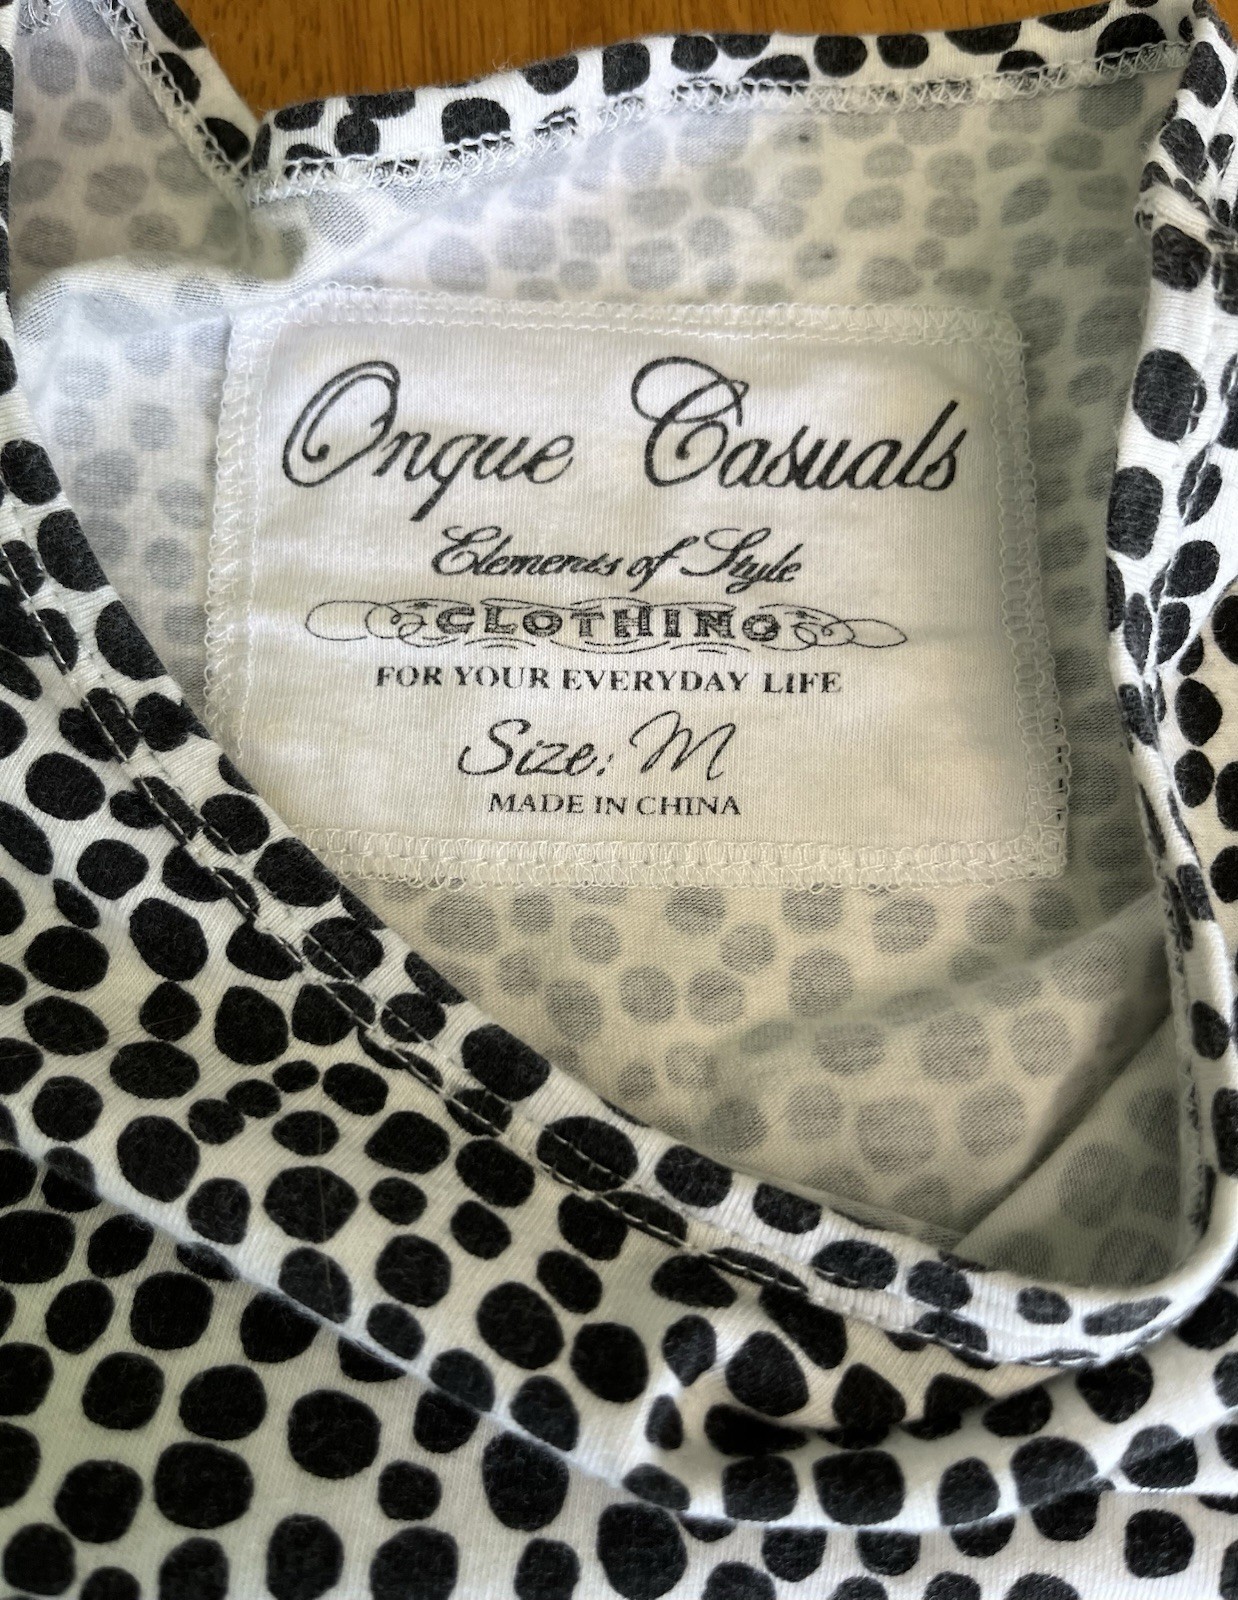 Onque Casuals
Elements of Style
CLOTHING
FOR YOUR EVERYDAY LIFE
Size: M
MADE IN CHINA